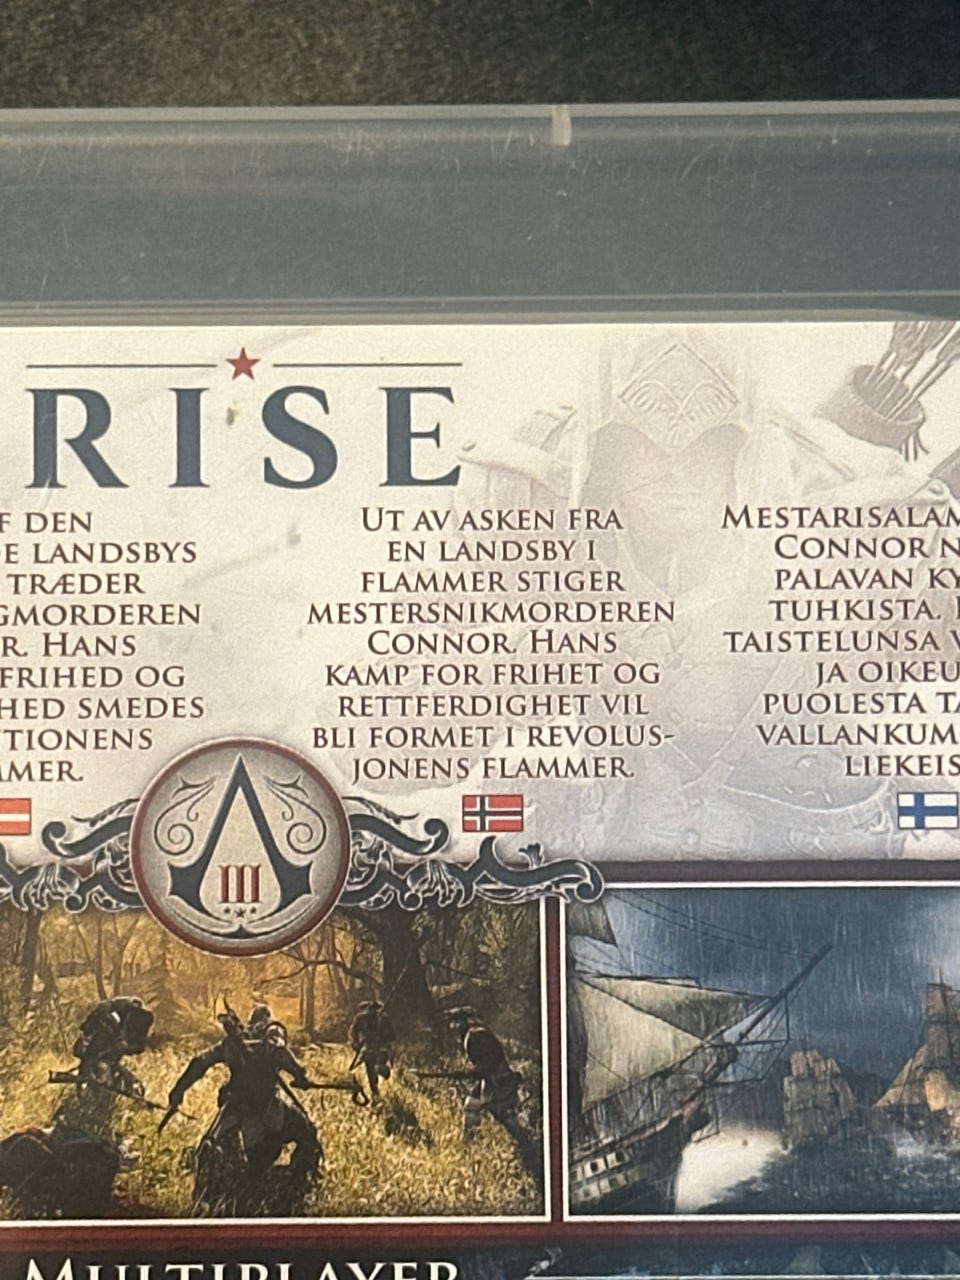 RISE
F DEN
E LANDSBYS
TRÆDER
GMORDEREN
R. HANS
FRIHED OG
HED SMEDES
TIONENS
MMER.
UT AV ASKEN FRA
EN LANDSBY I
FLAMMER STIGER
MESTERSNIKMORDEREN
CONNOR. HANS
KAMP FOR FRIHET OG
RETTFERDIGHET VIL
BLI FORMET I REVOLUS-
JONENS FLAMMER.
MESTARISALAM
CONNOR N
PALAVAN KY
TUHKISTA.
TAISTELUNSA V
JA OIKEU
PUOLESTA TA
VALLANKUM
LIEKEIS
III
MULTIPLAYER